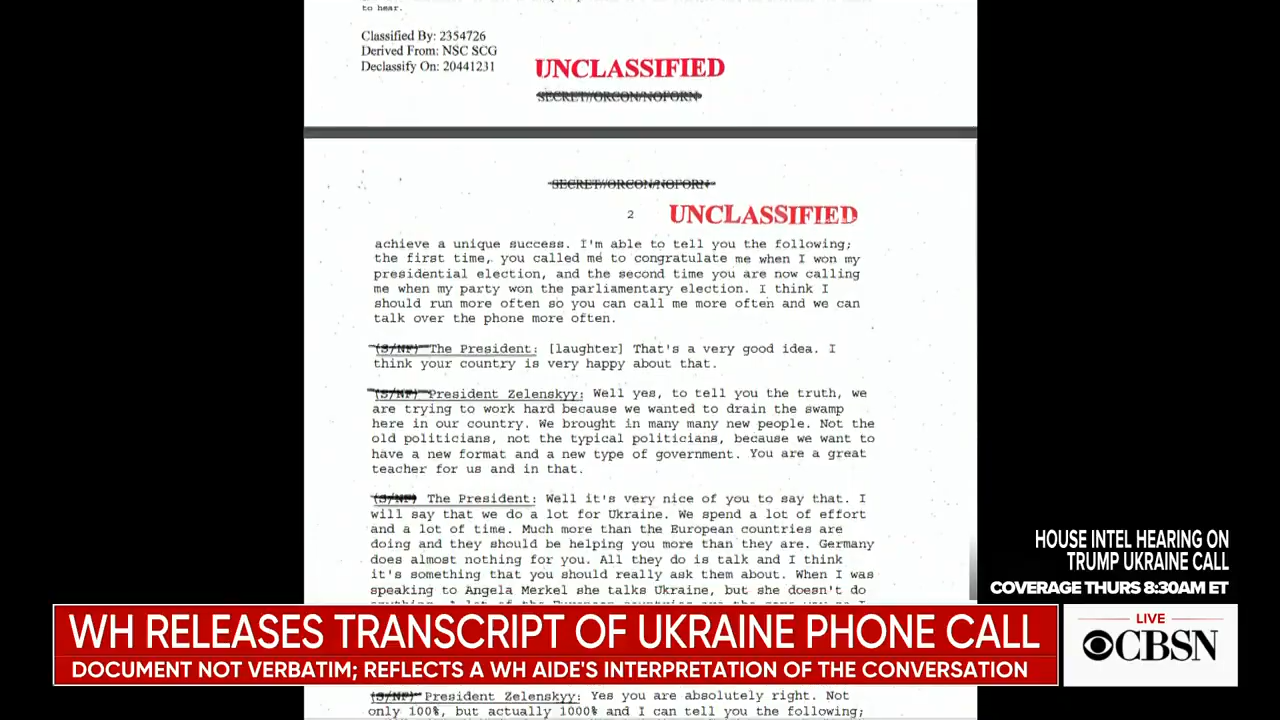 to hear.
Classified By: 2354726
Derived From: NSC SCG
Declassify On: 20441231
UNCLASSIFIED
SECRET//ORCON/NOFORN
SECRET//ORCON/NOFORN
2
UNCLASSIFIED
achieve a unique success. I'm able to tell you the following;
the first time, you called me to congratulate me when I won my
presidential election, and the second time you are now calling
me when my party won the parliamentary election. I think I
should run more often so you can call me more often and we can
talk over the phone more often.
(S/NF) The President: [laughter] That's a very good idea. I
think your country is very happy about that.
(S/NF) President Zelenskyy: Well yes, to tell you the truth, we
are trying to work hard because we wanted to drain the swamp
here in our country. We brought in many many new people. Not the
old politicians, not the typical politicians, because we want to
have a new format and a new type of government. You are a great
teacher for us and in that.
(S/NF) The President: Well it's very nice of you to say that. I
will say that we do a lot for Ukraine. We spend a lot of effort
and a lot of time. Much more than the European countries are
doing and they should be helping you more than they are. Germany
does almost nothing for you. All they do is talk and I think
it's something that you should really ask them about. When I was
speaking to Angela Merkel she talks Ukraine, but she doesn't do
(S/NF) President Zelenskyy: Yes you are absolutely right. Not
only 100%, but actually 1000% and I can tell you the following;
HOUSE INTEL HEARING ON
TRUMP UKRAINE CALL
COVERAGE THURS 8:30AM ET
WH RELEASES TRANSCRIPT OF UKRAINE PHONE CALL
DOCUMENT NOT VERBATIM; REFLECTS A WH AIDE'S INTERPRETATION OF THE CONVERSATION
LIVE
CBSN